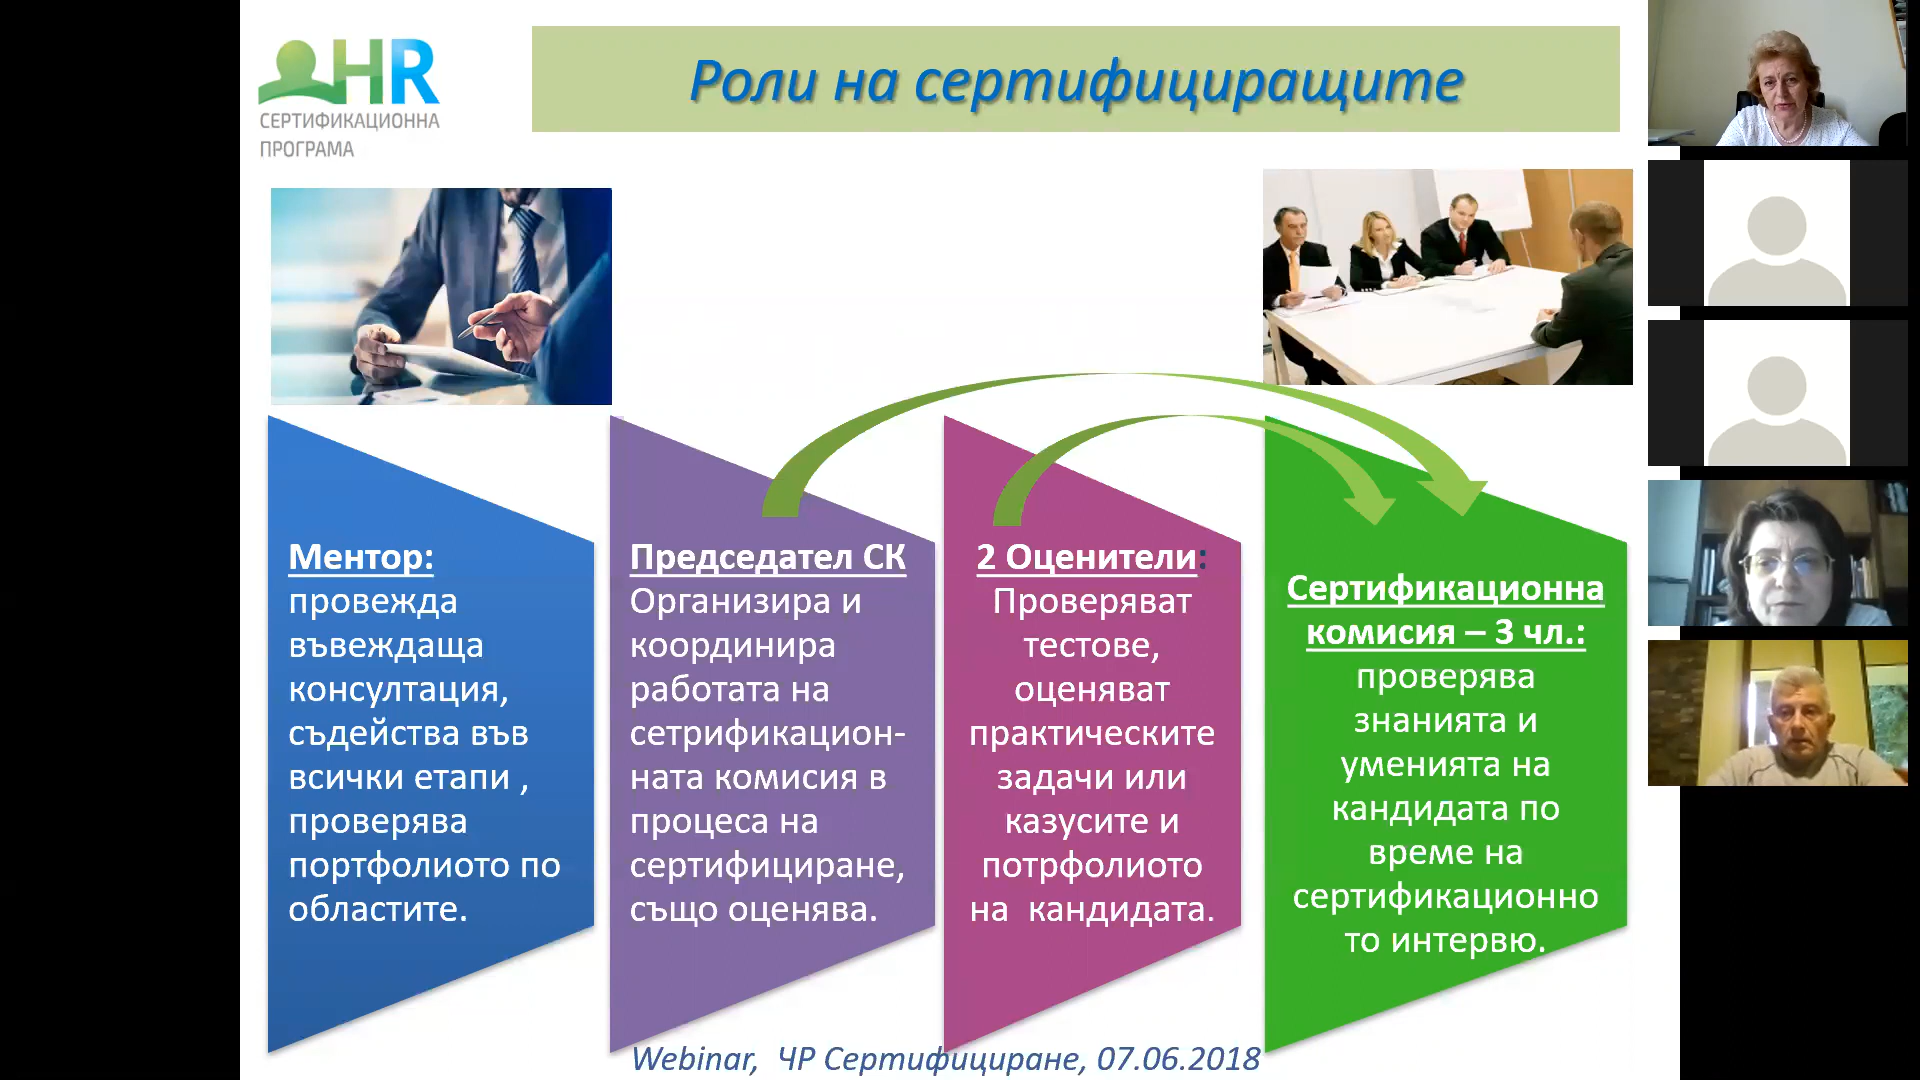 HR
СЕРТИФИКАЦИОННА
ПРОГРАМА
Роли на сертифициращите
Ментор:
провежда
въвеждаща
консултация,
съдейства във
всички етапи ,
проверява
портфолиото по
областите.
Председател СК
Организира и
координира
работата на
сетрификацион-
ната комисия в
процеса на
сертифициране,
също оценява.
2 Оценители:
Проверяват
тестове,
оценяват
практическите
задачи или
казусите и
потрфолиото
на кандидата.
Сертификационна
комисия – 3 чл.:
проверява
знанията и
уменията на
кандидата по
време на
сертификационно
то интервю.
Webinar, ЧР Сертифициране, 07.06.2018